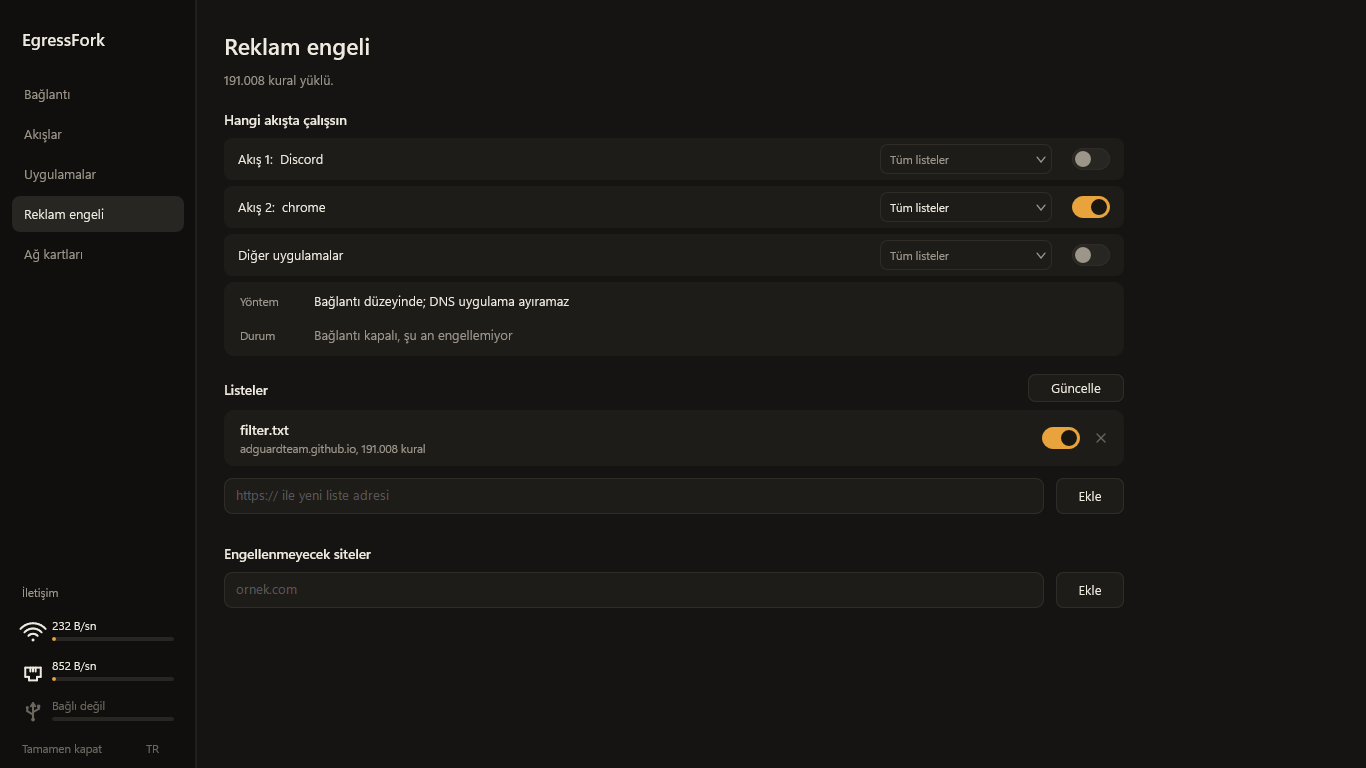 EgressFork
Bağlantı
Akışlar
Uygulamalar
Reklam engeli
Ağ kartları
İletişim
232 B/sn
852 B/sn
Bağlı değil
Tamamen kapat TR
Reklam engeli
191.008 kural yüklü.
Hangi akışta çalışsın
Akış 1: Discord Tüm listeler
Akış 2: chrome Tüm listeler
Diğer uygulamalar Tüm listeler
Yöntem Bağlantı düzeyinde; DNS uygulama ayıramaz
Durum Bağlantı kapalı, şu an engellemiyor
Listeler Güncelle
filter.txt
adguardteam.github.io, 191.008 kural
https:// ile yeni liste adresi Ekle
Engellenmeyecek siteler
ornek.com Ekle